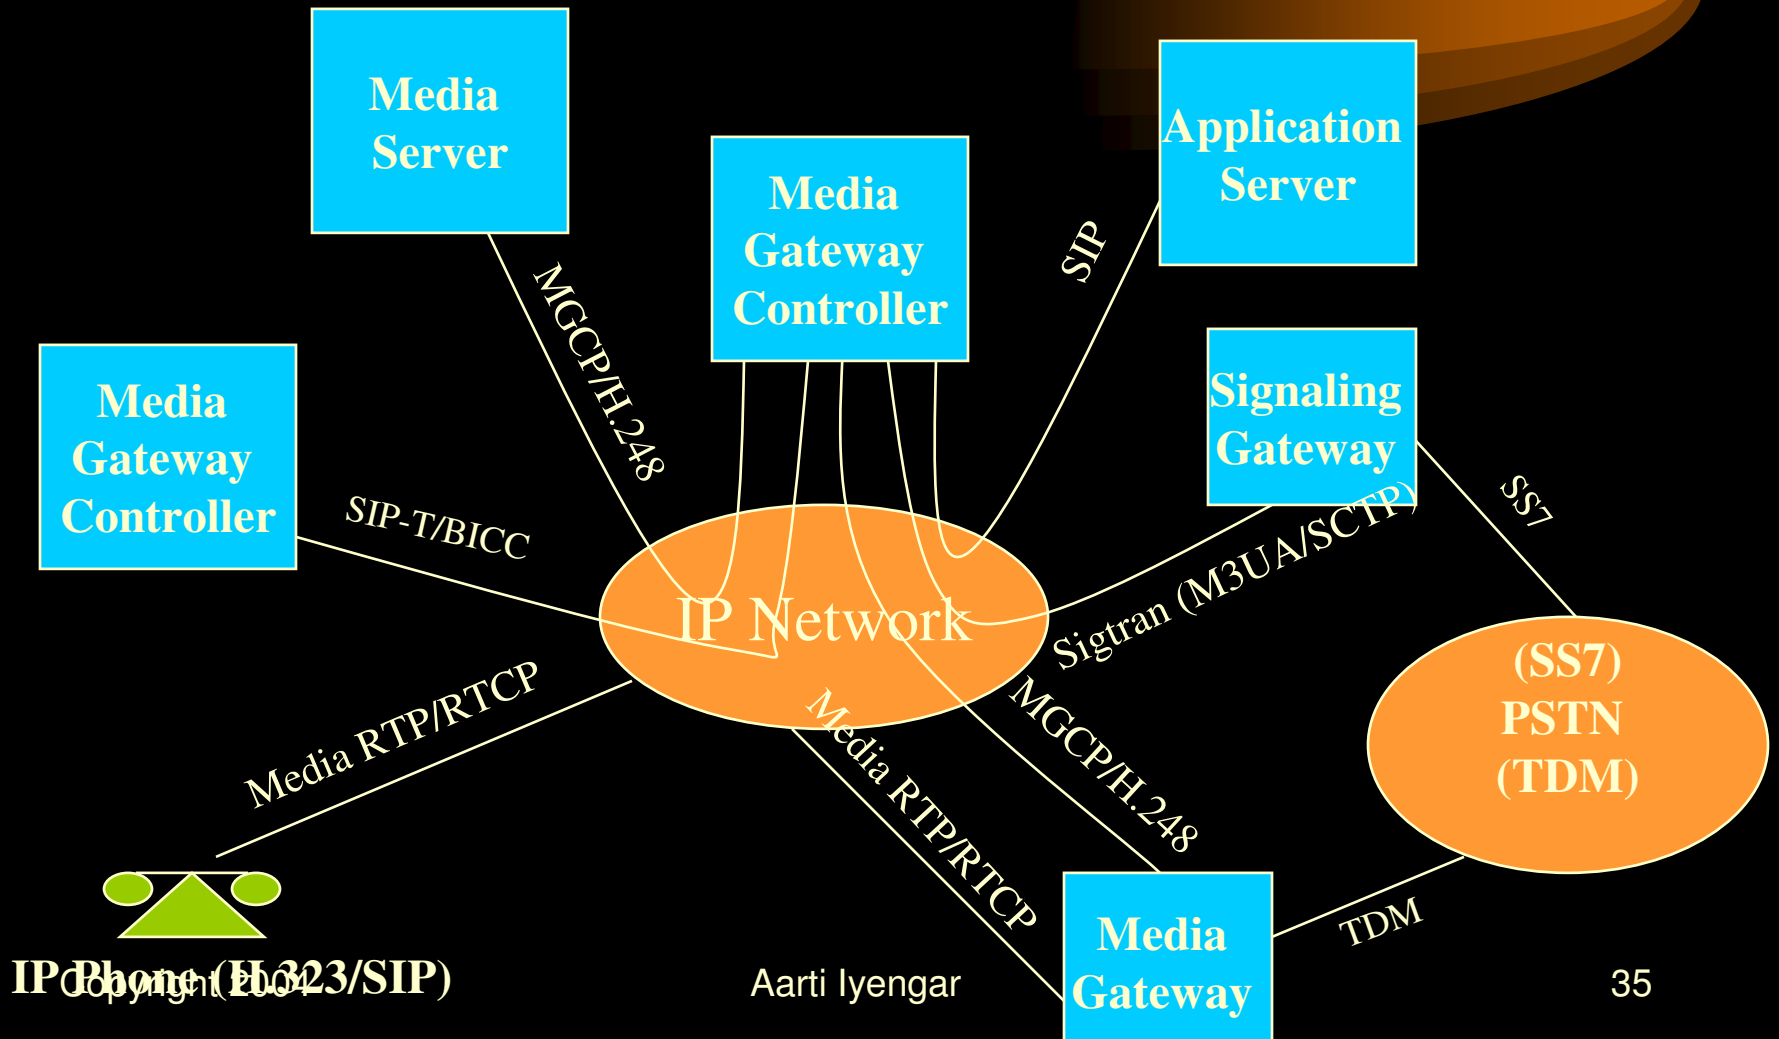 Media
Server
Application
Server
Media
Gateway
Controller
SIP
MGCP/H.248
Media
Gateway
Controller
Signaling
Gateway
SIP-T/BICC
SS7
Sigtran (M3UA/SCTP)
IP Network
(SS7)
PSTN
(TDM)
Media RTP/RTCP
Media RTP/RTCP
MGCP/H.248
TDM
Media
Gateway
IP Phone (H.323/SIP)
Copyright 2004
Aarti Iyengar
35